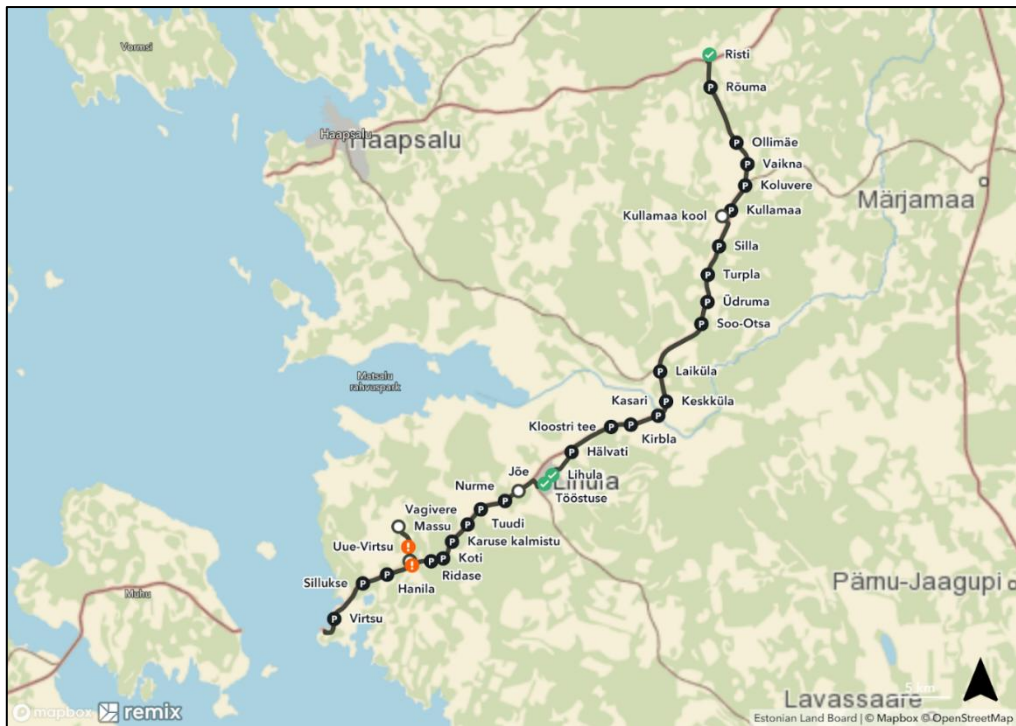 Vormsi
Risti
Rõuma
Haapsalu
Haapsalu
Ollimäe
Vaikna
Koluvere
Märjamaa
Kullamaa kool
Kullamaa
Silla
Turpla
Üdruma
Soo-Otsa
Matsalu
rahvuspark
Laiküla
Kasari
Keskküla
Kloostri tee
Kirbla
Hälvati
Jõe
Lihula
Lihula
Nurme
Tööstuse
Vagivere
Massu
Tuudi
Karuse kalmistu
Uue-Virtsu
Koti
Ridase
Sillukse
Hanila
Pärnu-Jaagupi
Muhu
Virtsu
Lavassaare
5 km
mapbox remix
Estonian Land Board | © Mapbox © OpenStreetMap